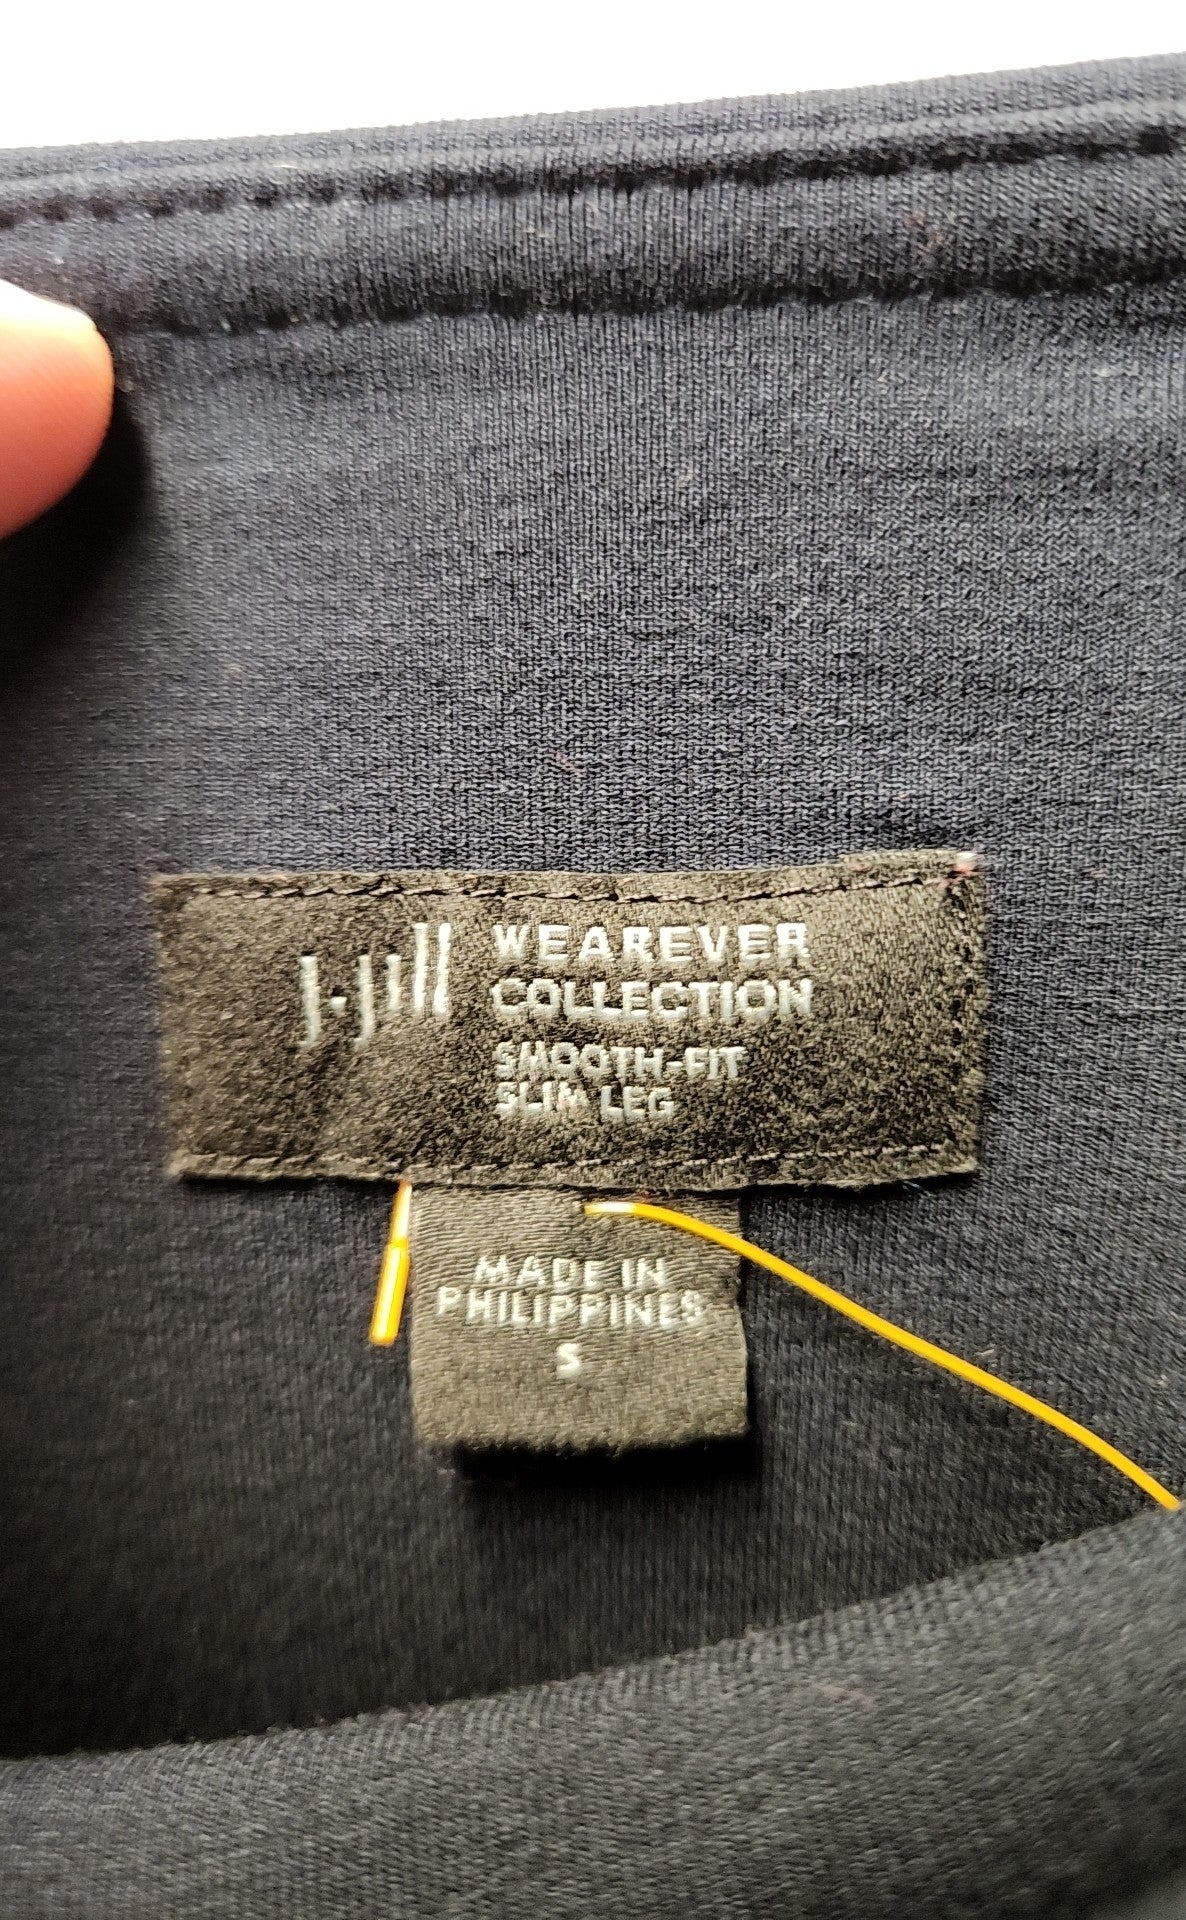 J.Jill
WEAREVER
COLLECTION
SMOOTH-FIT
SLIM LEG
MADE IN
PHILIPPINES
S